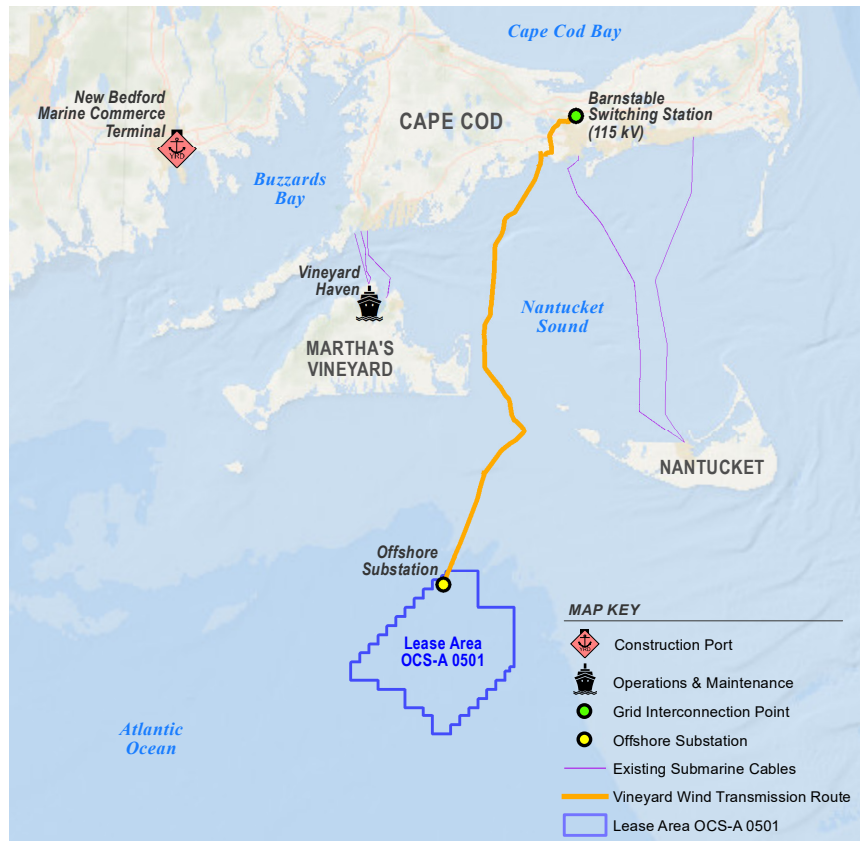 Cape Cod Bay
New Bedford
Marine Commerce
Terminal
YRD
CAPE COD
Barnstable
Switching Station
(115 kV)
Buzzards
Bay
Vineyard
Haven
Nantucket
Sound
MARTHA'S
VINEYARD
NANTUCKET
Offshore
Substation
Lease Area
OCS-A 0501
Atlantic
Ocean
MAP KEY
YRD
Construction Port
Operations & Maintenance
Grid Interconnection Point
Offshore Substation
Existing Submarine Cables
Vineyard Wind Transmission Route
Lease Area OCS-A 0501